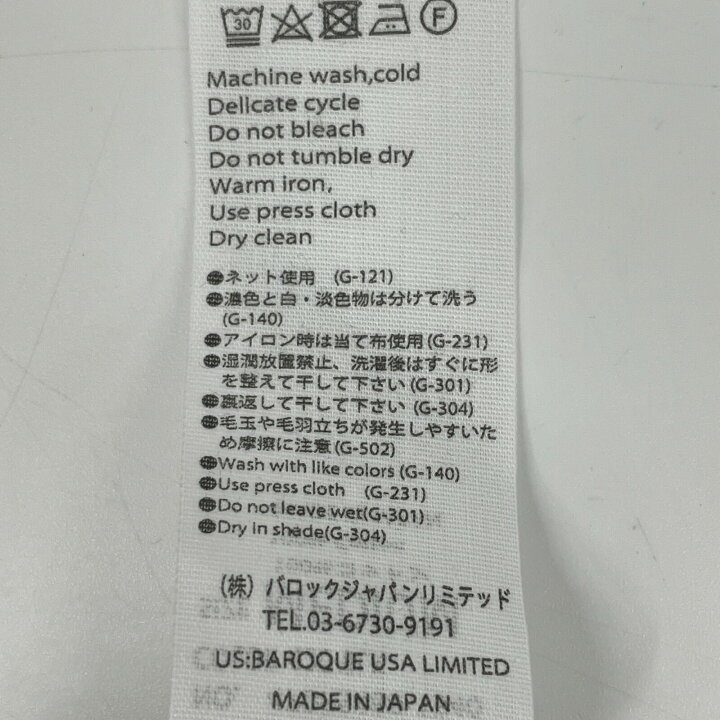 30 F
Machine wash,cold
Delicate cycle
Do not bleach
Do not tumble dry
Warm iron,
Use press cloth
Dry clean
ネット使用 (G-121)
濃色と白・淡色物は分けて洗う
(G-140)
アイロン時は当て布使用(G-231)
湿潤放置禁止、洗濯後はすぐに形
を整えて干して下さい(G-301)
裏返して干して下さい(G-304)
毛玉や毛羽立ちが発生しやすいた
め摩擦に注意(G-502)
Wash with like colors (G-140)
Use press cloth (G-231)
Do not leave wet(G-301)
Dry in shade(G-304)
(株) バロックジャパンリミテッド
TEL.03-6730-9191
US:BAROQUE USA LIMITED
MADE IN JAPAN